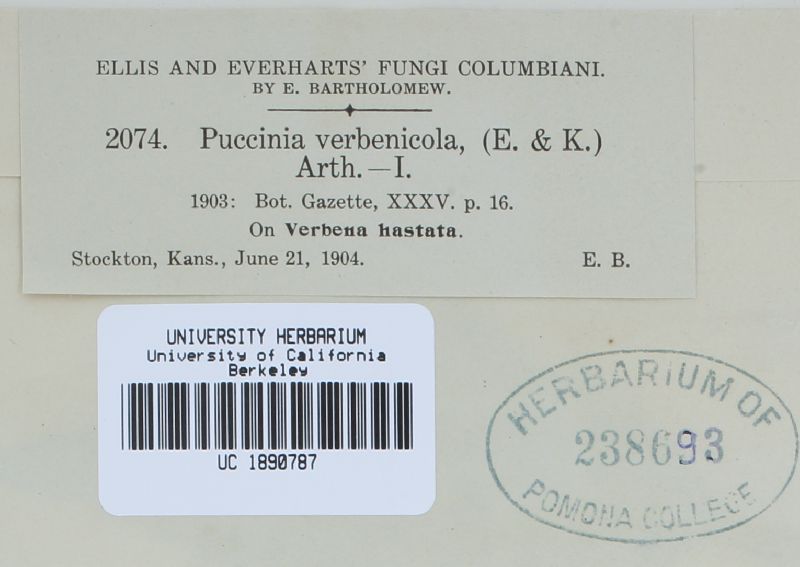 ELLIS AND EVERHARTS' FUNGI COLUMBIANI.
BY E. BARTHOLOMEW.
2074. Puccinia verbenicola, (E. & K.)
Arth.—I.
1903: Bot. Gazette, XXXV. p. 16.
On Verbena hastata.
Stockton, Kans., June 21, 1904. E. B.
UNIVERSITY HERBARIUM
University of California
Berkeley
UC 1890787
HERBARIUM OF
238693
POMONA COLLEGE